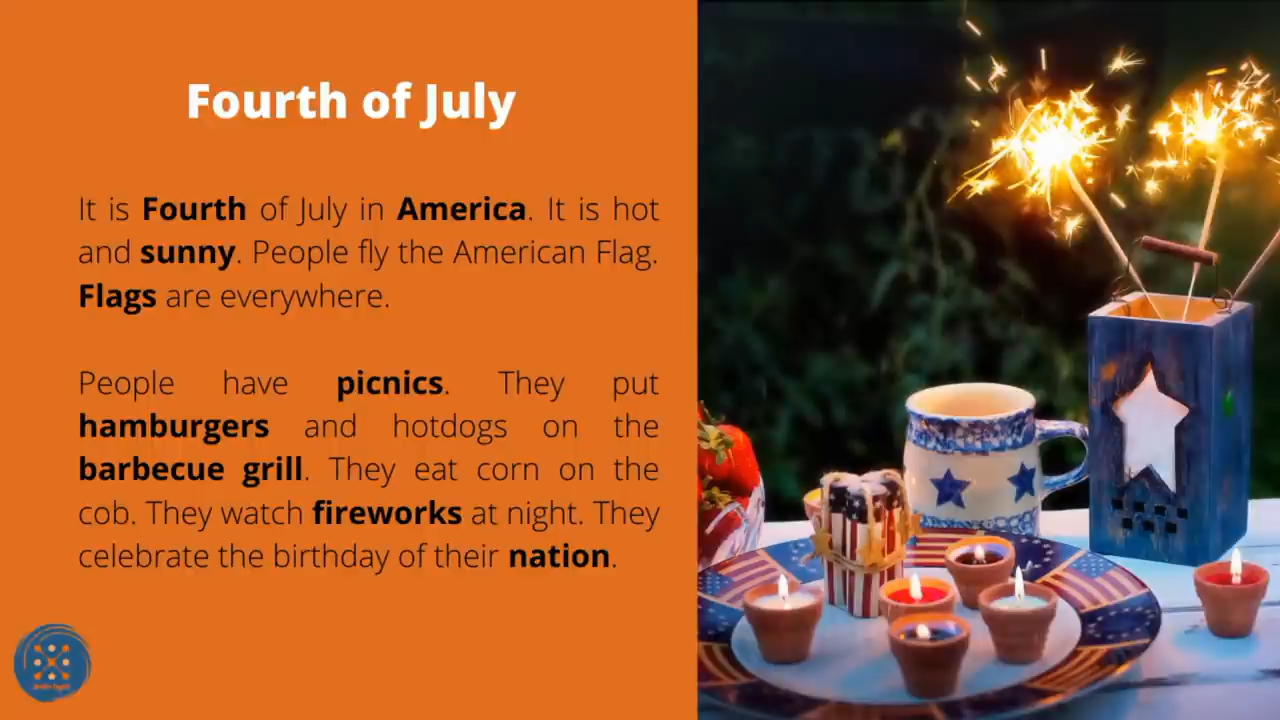 Fourth of July
It is Fourth of July in America. It is hot
and sunny. People fly the American Flag.
Flags are everywhere.
People have picnics. They put
hamburgers and hotdogs on the
barbecue grill. They eat corn on the
cob. They watch fireworks at night. They
celebrate the birthday of their nation.